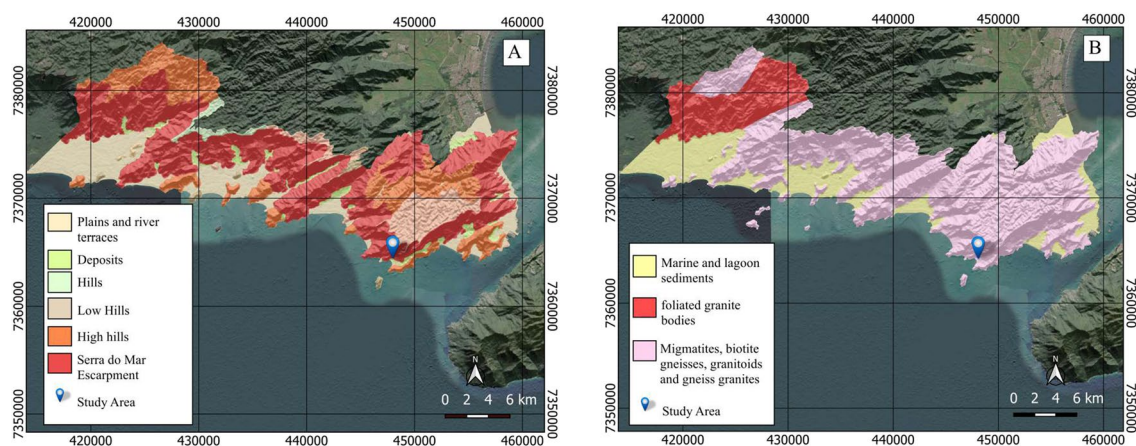 420000 430000 440000 450000 460000
A
7380000
7380000
7370000
7370000
7360000
7360000
7350000
7350000
Plains and river
terraces
Deposits
Hills
Low Hills
High hills
Serra do Mar
Escarpment
Study Area
N
0 2 4 6 km
420000 430000 440000 450000 460000
420000 430000 440000 450000 460000
B
7380000
7380000
7370000
7370000
7360000
7360000
7350000
7350000
Marine and lagoon
sediments
foliated granite
bodies
Migmatites, biotite
gneisses, granitoids
and gneiss granites
Study Area
N
0 2 4 6 km
420000 430000 440000 450000 460000